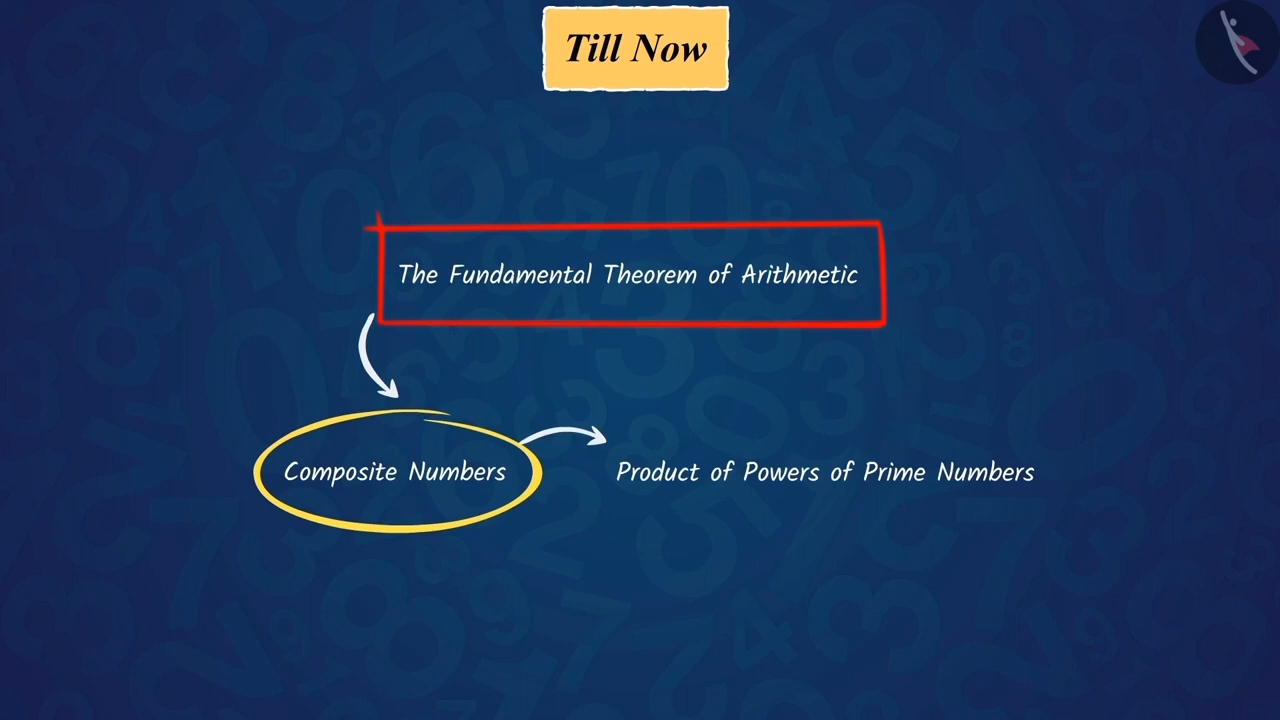 Till Now
The Fundamental Theorem of Arithmetic
Composite Numbers
Product of Powers of Prime Numbers